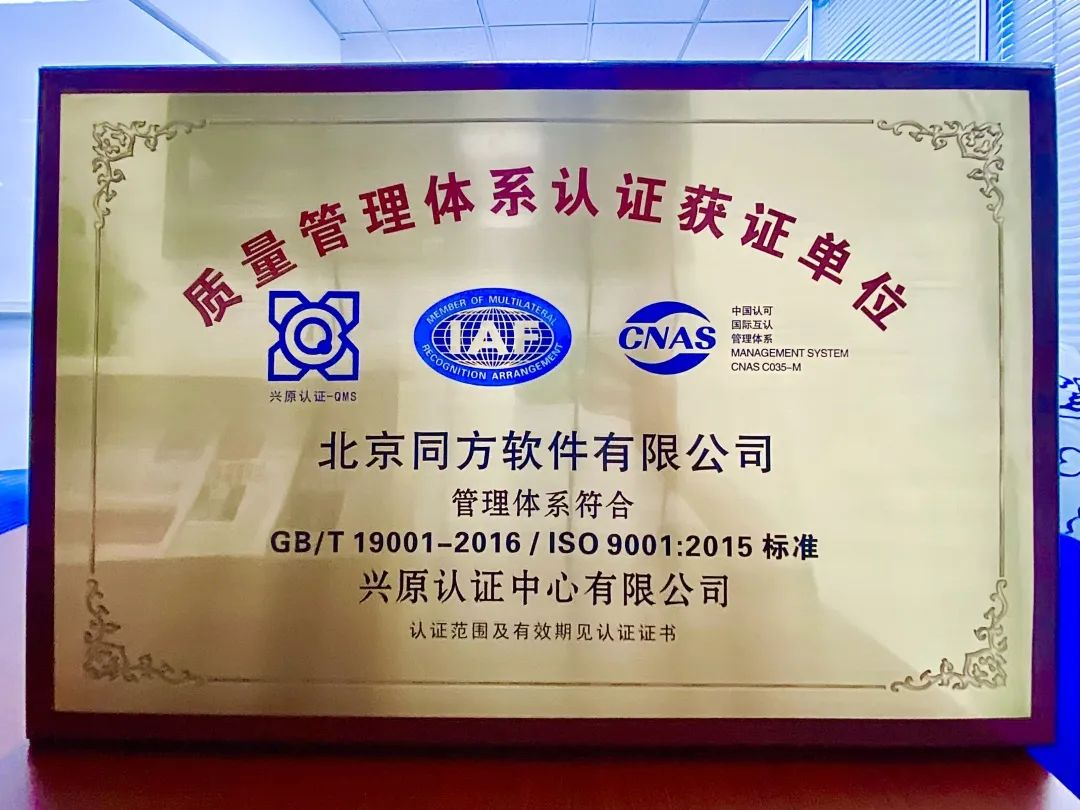 质量管理体系认证获证单位
兴原认证-QMS
MEMBER OF MULTILATERAL
IAF
RECOGNITION ARRANGEMENT
CNAS
中国认可
国际互认
管理体系
MANAGEMENT SYSTEM
CNAS C035-M
北京同方软件有限公司
管理体系符合
GB/T 19001-2016 / ISO 9001:2015 标准
兴原认证中心有限公司
认证范围及有效期见认证证书